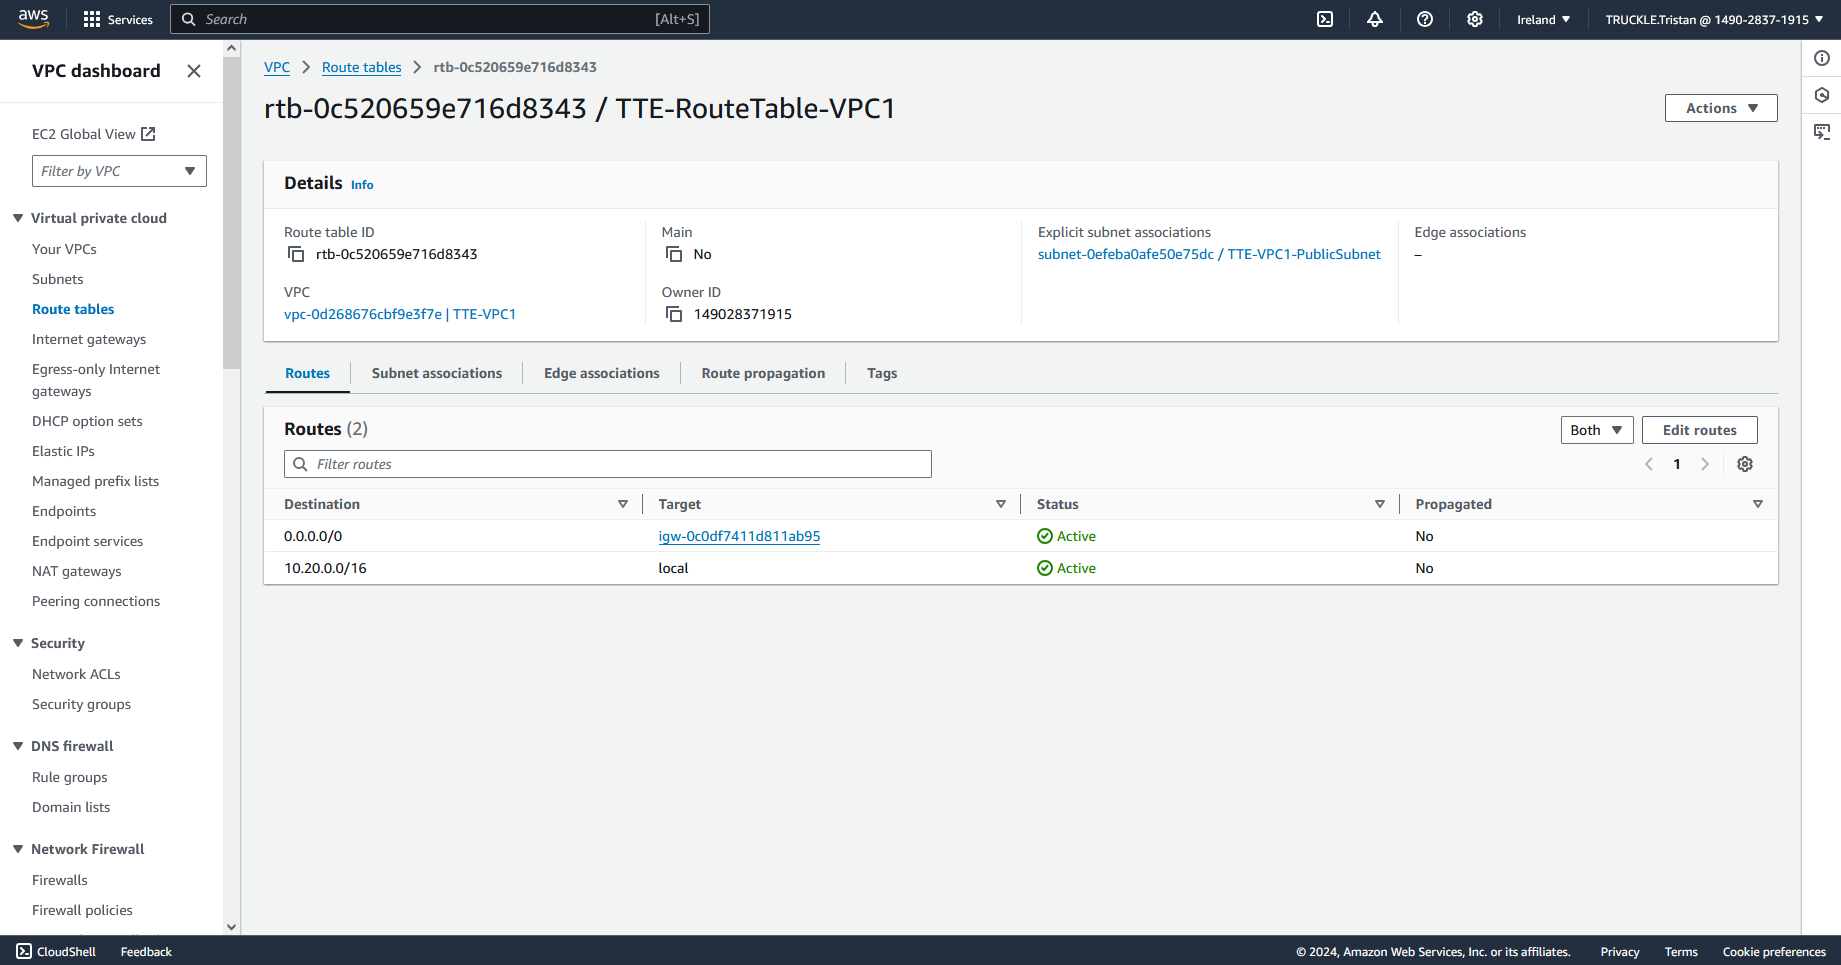 aws
Services
Search
[Alt+S]
Ireland
TRUCKLE.Tristan @ 1490-2837-1915
VPC dashboard
EC2 Global View
Filter by VPC
Virtual private cloud
Your VPCs
Subnets
Route tables
Internet gateways
Egress-only Internet
gateways
DHCP option sets
Elastic IPs
Managed prefix lists
Endpoints
Endpoint services
NAT gateways
Peering connections
Security
Network ACLs
Security groups
DNS firewall
Rule groups
Domain lists
Network Firewall
Firewalls
Firewall policies
VPC
Route tables
rtb-0c520659e716d8343
rtb-0c520659e716d8343 / TTE-RouteTable-VPC1
Actions
Details Info
Route table ID
rtb-0c520659e716d8343
Main
No
Explicit subnet associations
subnet-0efeba0afe50e75dc / TTE-VPC1-PublicSubnet
Edge associations
–
VPC
vpc-0d268676cbf9e3f7e | TTE-VPC1
Owner ID
149028371915
Routes
Subnet associations
Edge associations
Route propagation
Tags
Routes (2)
Both
Edit routes
Filter routes
1
Destination
Target
Status
Propagated
0.0.0.0/0
igw-0c0df7411d811ab95
Active
No
10.20.0.0/16
local
Active
No
CloudShell
Feedback
© 2024, Amazon Web Services, Inc. or its affiliates.
Privacy
Terms
Cookie preferences